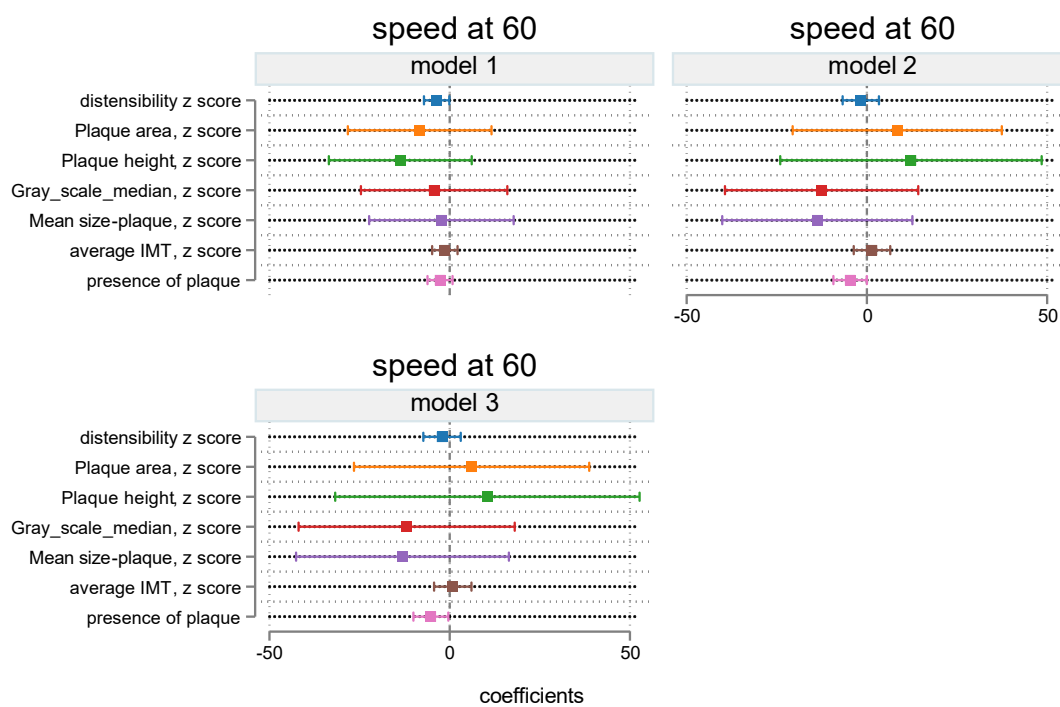 speed at 60
speed at 60
model 1
model 2
distensibility z score
Plaque area, z score
Plaque height, z score
Gray_scale_median, z score
Mean size-plaque, z score
average IMT, z score
presence of plaque
-50
0
50
speed at 60
model 3
distensibility z score
Plaque area, z score
Plaque height, z score
Gray_scale_median, z score
Mean size-plaque, z score
average IMT, z score
presence of plaque
-50
0
50
coefficients